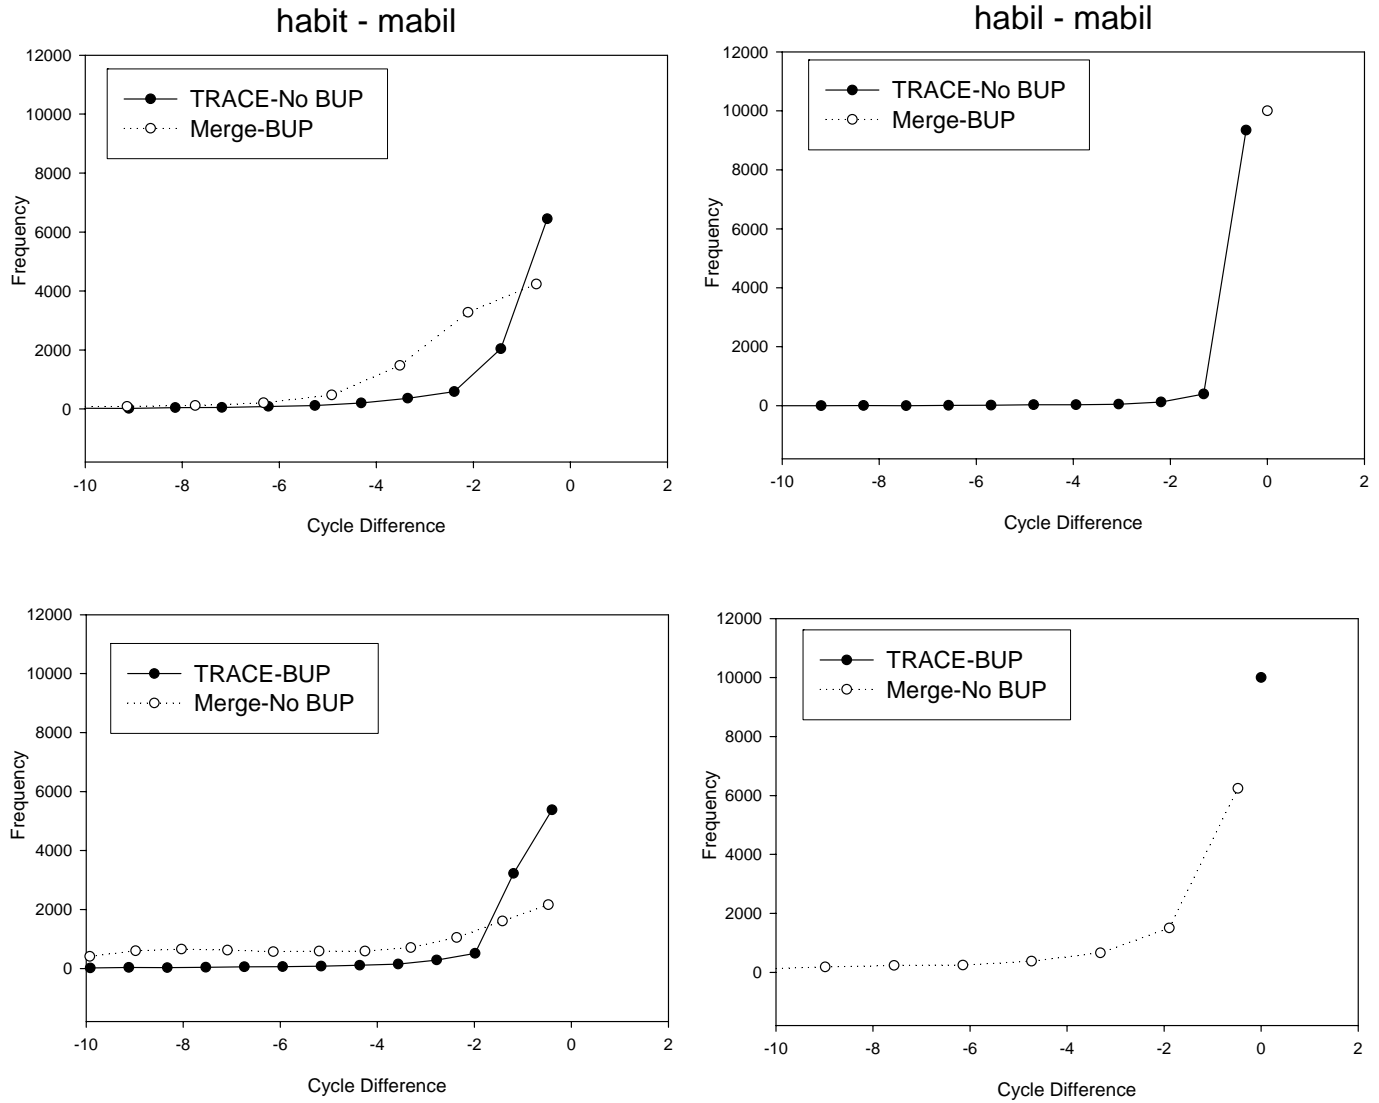 habit - mabil
12000
10000
8000
6000
4000
2000
0
Frequency
TRACE-No BUP
Merge-BUP
-10 -8 -6 -4 -2 0 2
Cycle Difference
habil - mabil
12000
10000
8000
6000
4000
2000
0
Frequency
TRACE-No BUP
Merge-BUP
-10 -8 -6 -4 -2 0 2
Cycle Difference
12000
10000
8000
6000
4000
2000
0
Frequency
TRACE-BUP
Merge-No BUP
-10 -8 -6 -4 -2 0 2
Cycle Difference
12000
10000
8000
6000
4000
2000
0
Frequency
TRACE-BUP
Merge-No BUP
-10 -8 -6 -4 -2 0 2
Cycle Difference